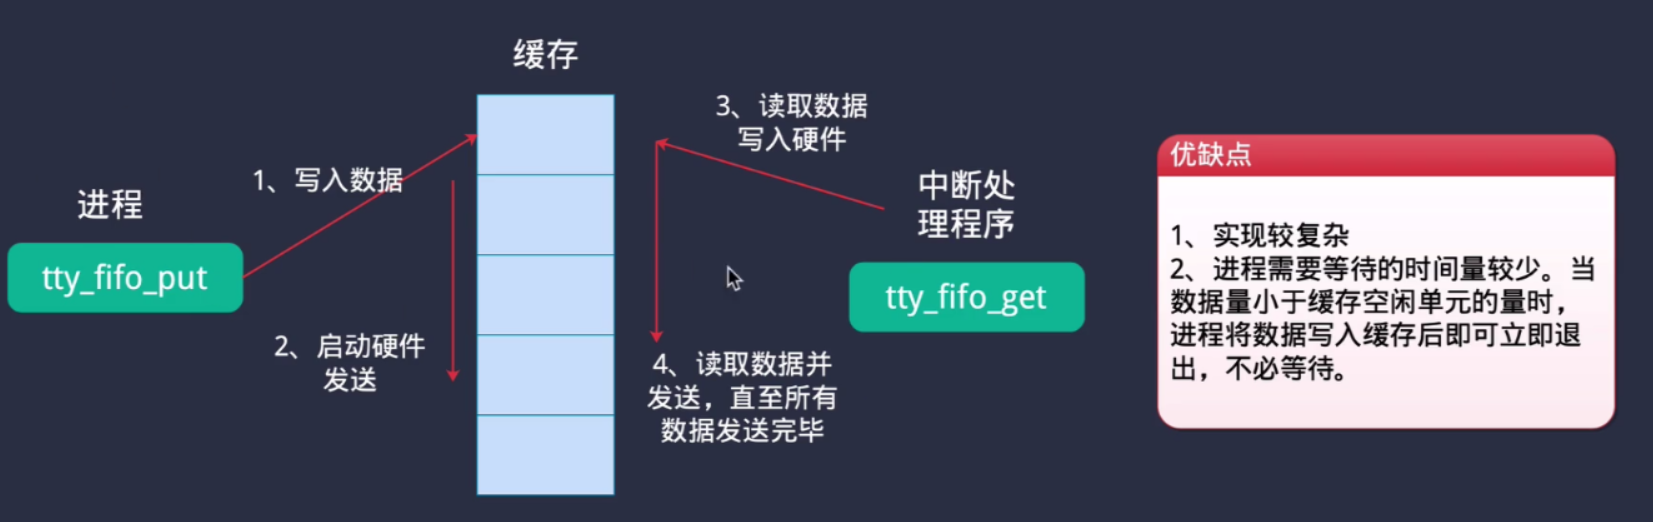 缓存
3、读取数据
写入硬件
1、写入数据
进程
tty_fifo_put
2、启动硬件
发送
中断处
理程序
tty_fifo_get
4、读取数据并
发送，直至所有
数据发送完毕
优缺点
1、实现较复杂
2、进程需要等待的时间量较少。当
数据量小于缓存空闲单元的量时，
进程将数据写入缓存后即可立即退
出，不必等待。